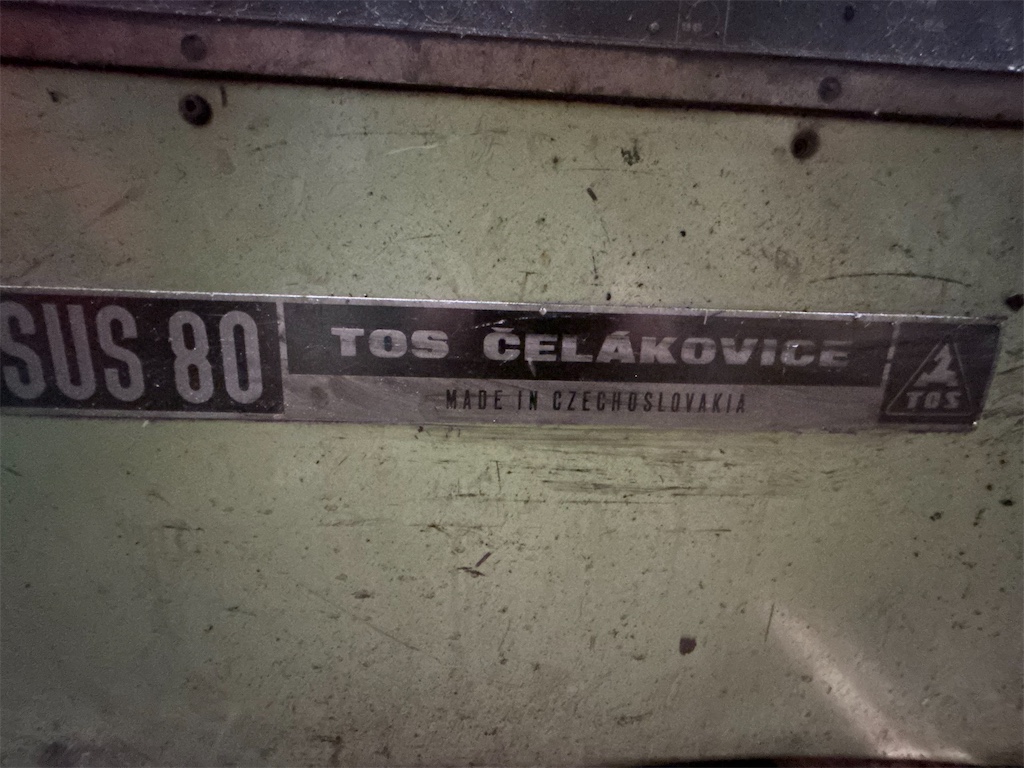 SUS 80
TOS ČELÁKOVICE
MADE IN CZECHOSLOVAKIA
TOS